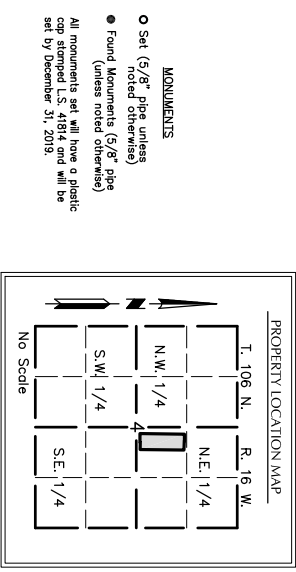 MONUMENTS
Set (5/8" pipe unless
noted otherwise)
Found Monuments (5/8" pipe
(unless noted otherwise)
All monuments set will have a plastic
cap stamped L.S. 41814 and will be
set by December 31, 2019.
PROPERTY LOCATION MAP
T. 106 N. R. 16 W.
N.W. 1/4 N.E. 1/4
N
4
S.W. 1/4 S.E. 1/4
No Scale